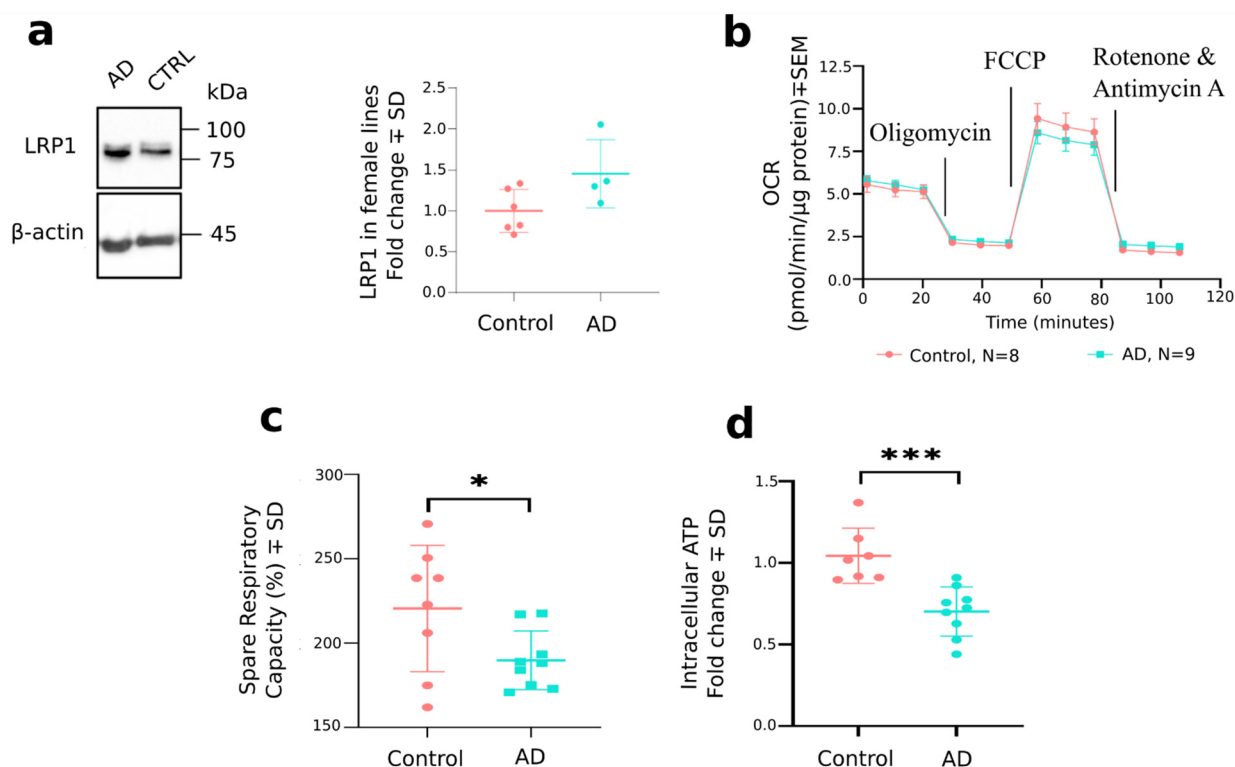 a
AD CTRL
kDa
LRP1
100
75
β-actin
45
LRP1 in female lines
Fold change ∓ SD
2.5
2.0
1.5
1.0
0.5
0.0
Control AD
b
OCR
(pmol/min/µg protein)∓SEM
12.5
10.0
7.5
5.0
2.5
0.0
Oligomycin
FCCP
Rotenone &
Antimycin A
0 20 40 60 80 100 120
Time (minutes)
Control, N=8 AD, N=9
c
Spare Respiratory
Capacity (%) ∓ SD
300
250
200
150
*
Control AD
d
Intracellular ATP
Fold change ∓ SD
1.5
1.0
0.5
0.0
***
Control AD